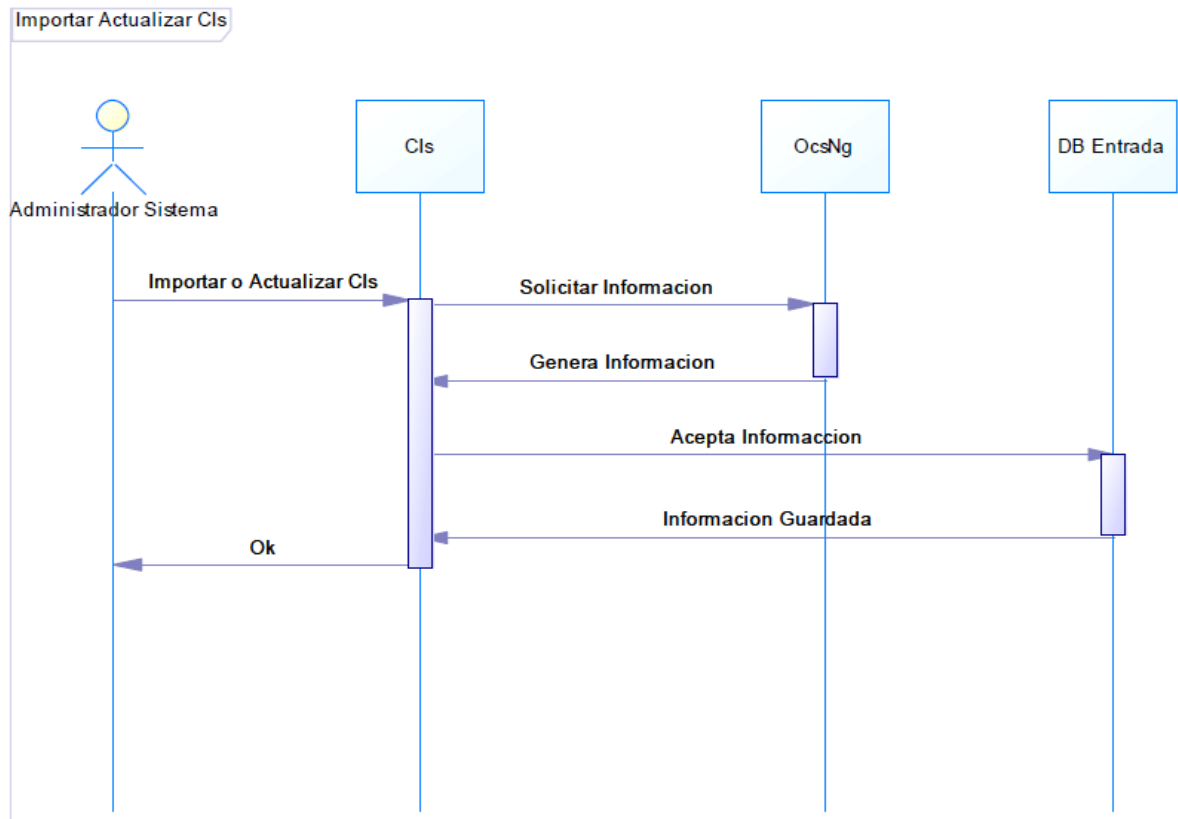 Importar Actualizar CIs
CIs
OcsNg
DB Entrada
Administrador Sistema
Importar o Actualizar CIs
Solicitar Informacion
Genera Informacion
Acepta Informaccion
Informacion Guardada
Ok